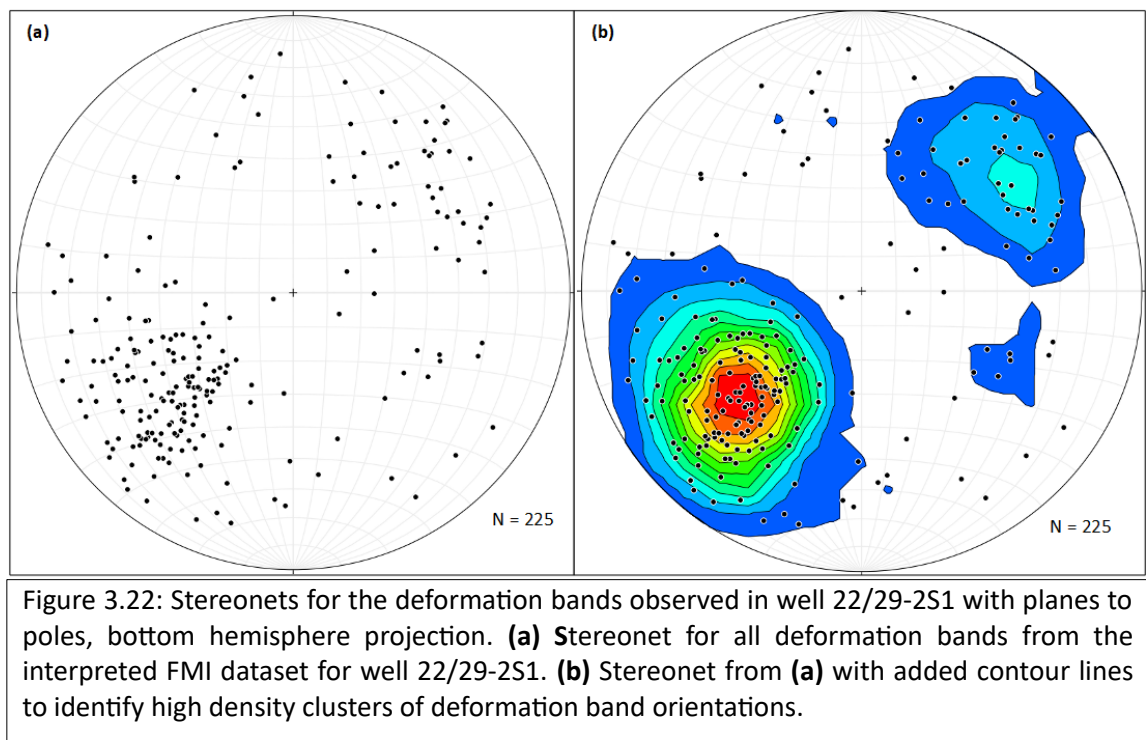 (a)
N = 225
(b)
N = 225
Figure 3.22: Stereonets for the deformation bands observed in well 22/29-2S1 with planes to
poles, bottom hemisphere projection. (a) Stereonet for all deformation bands from the
interpreted FMI dataset for well 22/29-2S1. (b) Stereonet from (a) with added contour lines
to identify high density clusters of deformation band orientations.